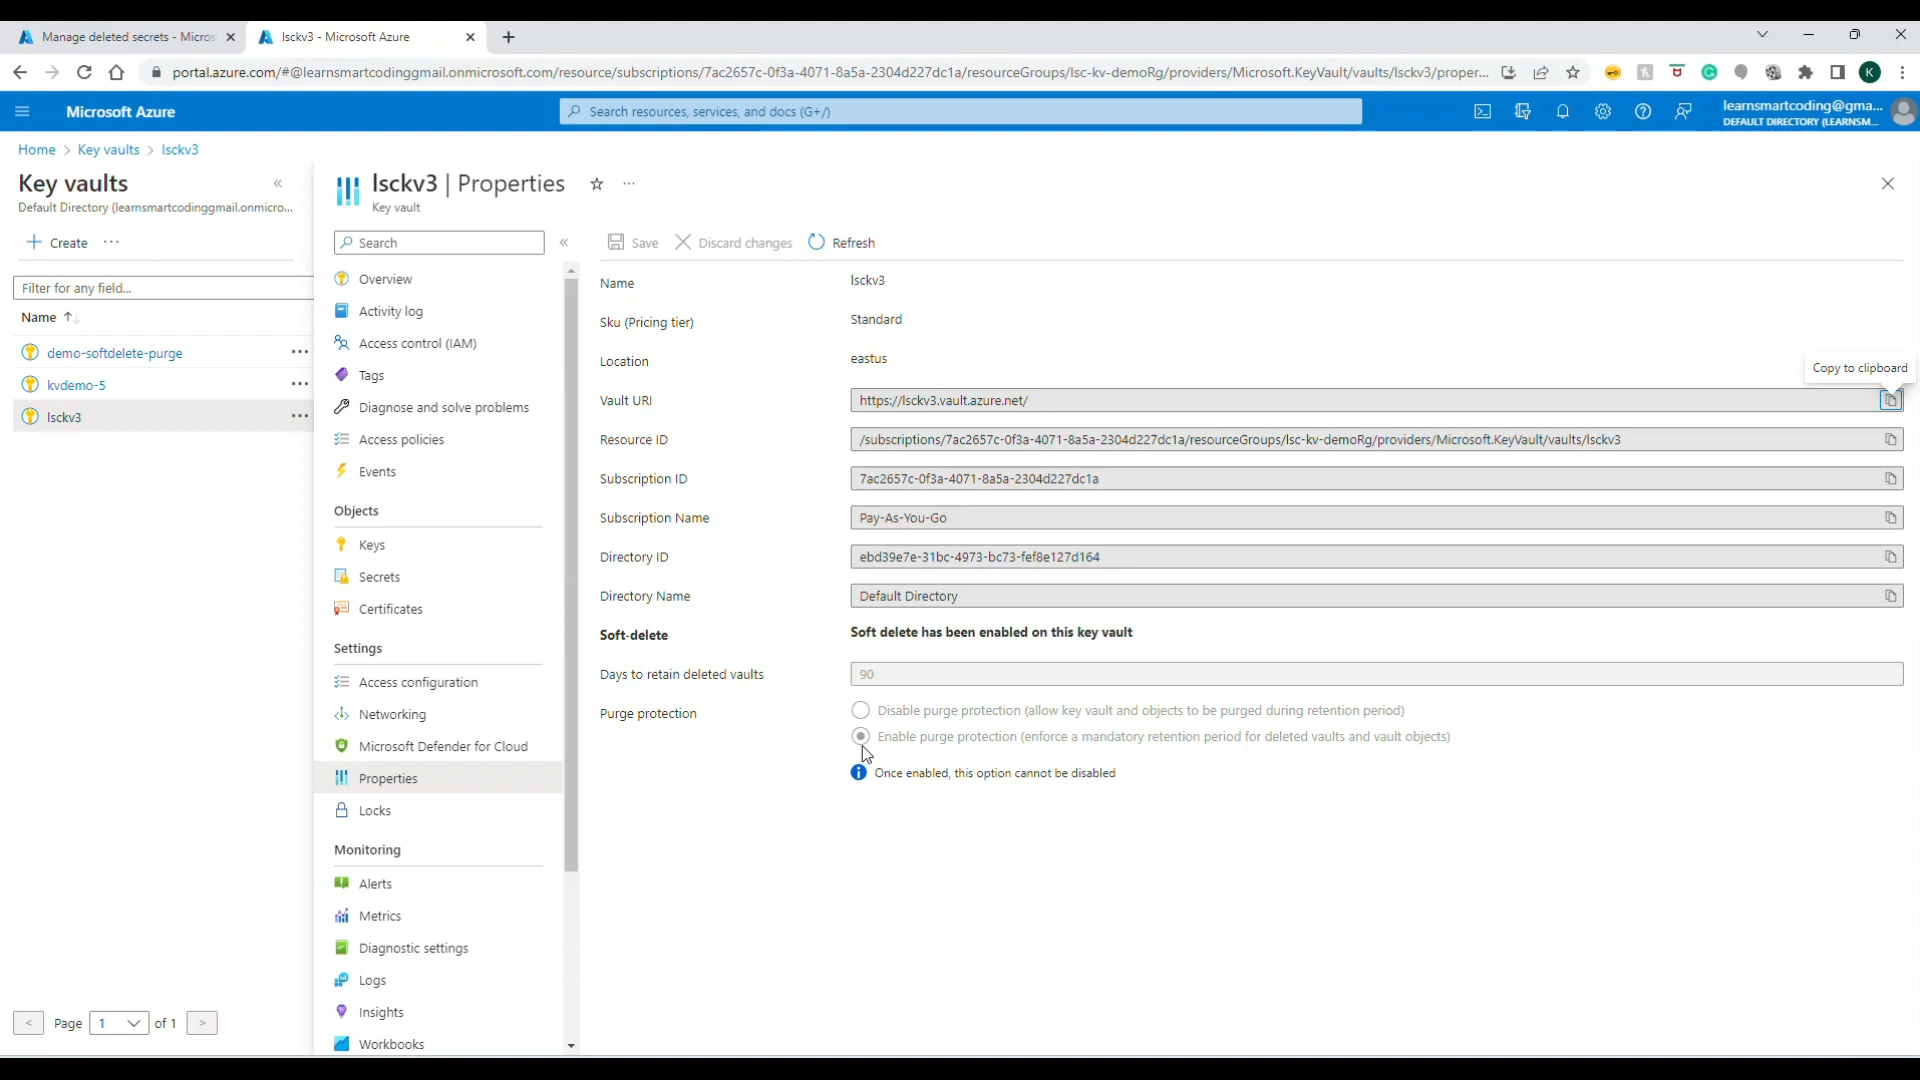 Manage deleted secrets - Micros
lsckv3 - Microsoft Azure
portal.azure.com/#@learnsmartcodinggmail.onmicrosoft.com/resource/subscriptions/7ac2657c-0f3a-4071-8a5a-2304d227dc1a/resourceGroups/lsc-kv-demoRg/providers/Microsoft.KeyVault/vaults/lsckv3/proper...
K
Microsoft Azure
Search resources, services, and docs (G+/)
learnsmartcoding@gma...
DEFAULT DIRECTORY (LEARNSM...
Home > Key vaults > lsckv3
Key vaults
Default Directory (learnsmartcodinggmail.onmicro...
+ Create ...
Filter for any field...
Name
demo-softdelete-purge
kvdemo-5
lsckv3
< Page 1 of 1 >
lsckv3 | Properties
Key vault
Search
Overview
Activity log
Access control (IAM)
Tags
Diagnose and solve problems
Access policies
Events
Objects
Keys
Secrets
Certificates
Settings
Access configuration
Networking
Microsoft Defender for Cloud
Properties
Locks
Monitoring
Alerts
Metrics
Diagnostic settings
Logs
Insights
Workbooks
Save Discard changes Refresh
Name lsckv3
Sku (Pricing tier) Standard
Location eastus
Copy to clipboard
Vault URI https://lsckv3.vault.azure.net/
Resource ID /subscriptions/7ac2657c-0f3a-4071-8a5a-2304d227dc1a/resourceGroups/lsc-kv-demoRg/providers/Microsoft.KeyVault/vaults/lsckv3
Subscription ID 7ac2657c-0f3a-4071-8a5a-2304d227dc1a
Subscription Name Pay-As-You-Go
Directory ID ebd39e7e-31bc-4973-bc73-fef8e127d164
Directory Name Default Directory
Soft-delete Soft delete has been enabled on this key vault
Days to retain deleted vaults 90
Purge protection Disable purge protection (allow key vault and objects to be purged during retention period)
Enable purge protection (enforce a mandatory retention period for deleted vaults and vault objects)
Once enabled, this option cannot be disabled